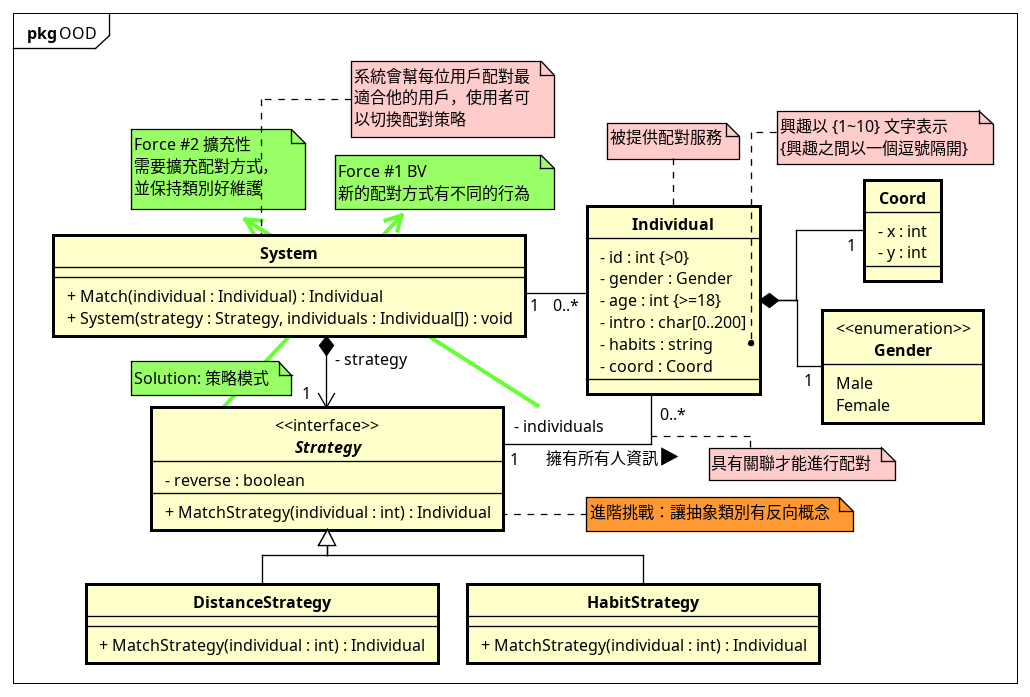 pkg OOD
系統會幫每位用戶配對最
適合他的用戶，使用者可
以切換配對策略
Force #2 擴充性
需要擴充配對方式，
並保持類別好維護
Force #1 BV
新的配對方式有不同的行為
被提供配對服務
興趣以 {1~10} 文字表示
{興趣之間以一個逗號隔開}
System
+ Match(individual : Individual) : Individual
+ System(strategy : Strategy, individuals : Individual[]) : void
1
0..*
Individual
- id : int {>0}
- gender : Gender
- age : int {>=18}
- intro : char[0..200]
- habits : string
- coord : Coord
Coord
- x : int
- y : int
1
<<enumeration>>
Gender
Male
Female
1
Solution: 策略模式
- strategy
1
<<interface>>
Strategy
- reverse : boolean
+ MatchStrategy(individual : int) : Individual
0..*
- individuals
1
擁有所有人資訊
具有關聯才能進行配對
進階挑戰：讓抽象類別有反向概念
DistanceStrategy
+ MatchStrategy(individual : int) : Individual
HabitStrategy
+ MatchStrategy(individual : int) : Individual